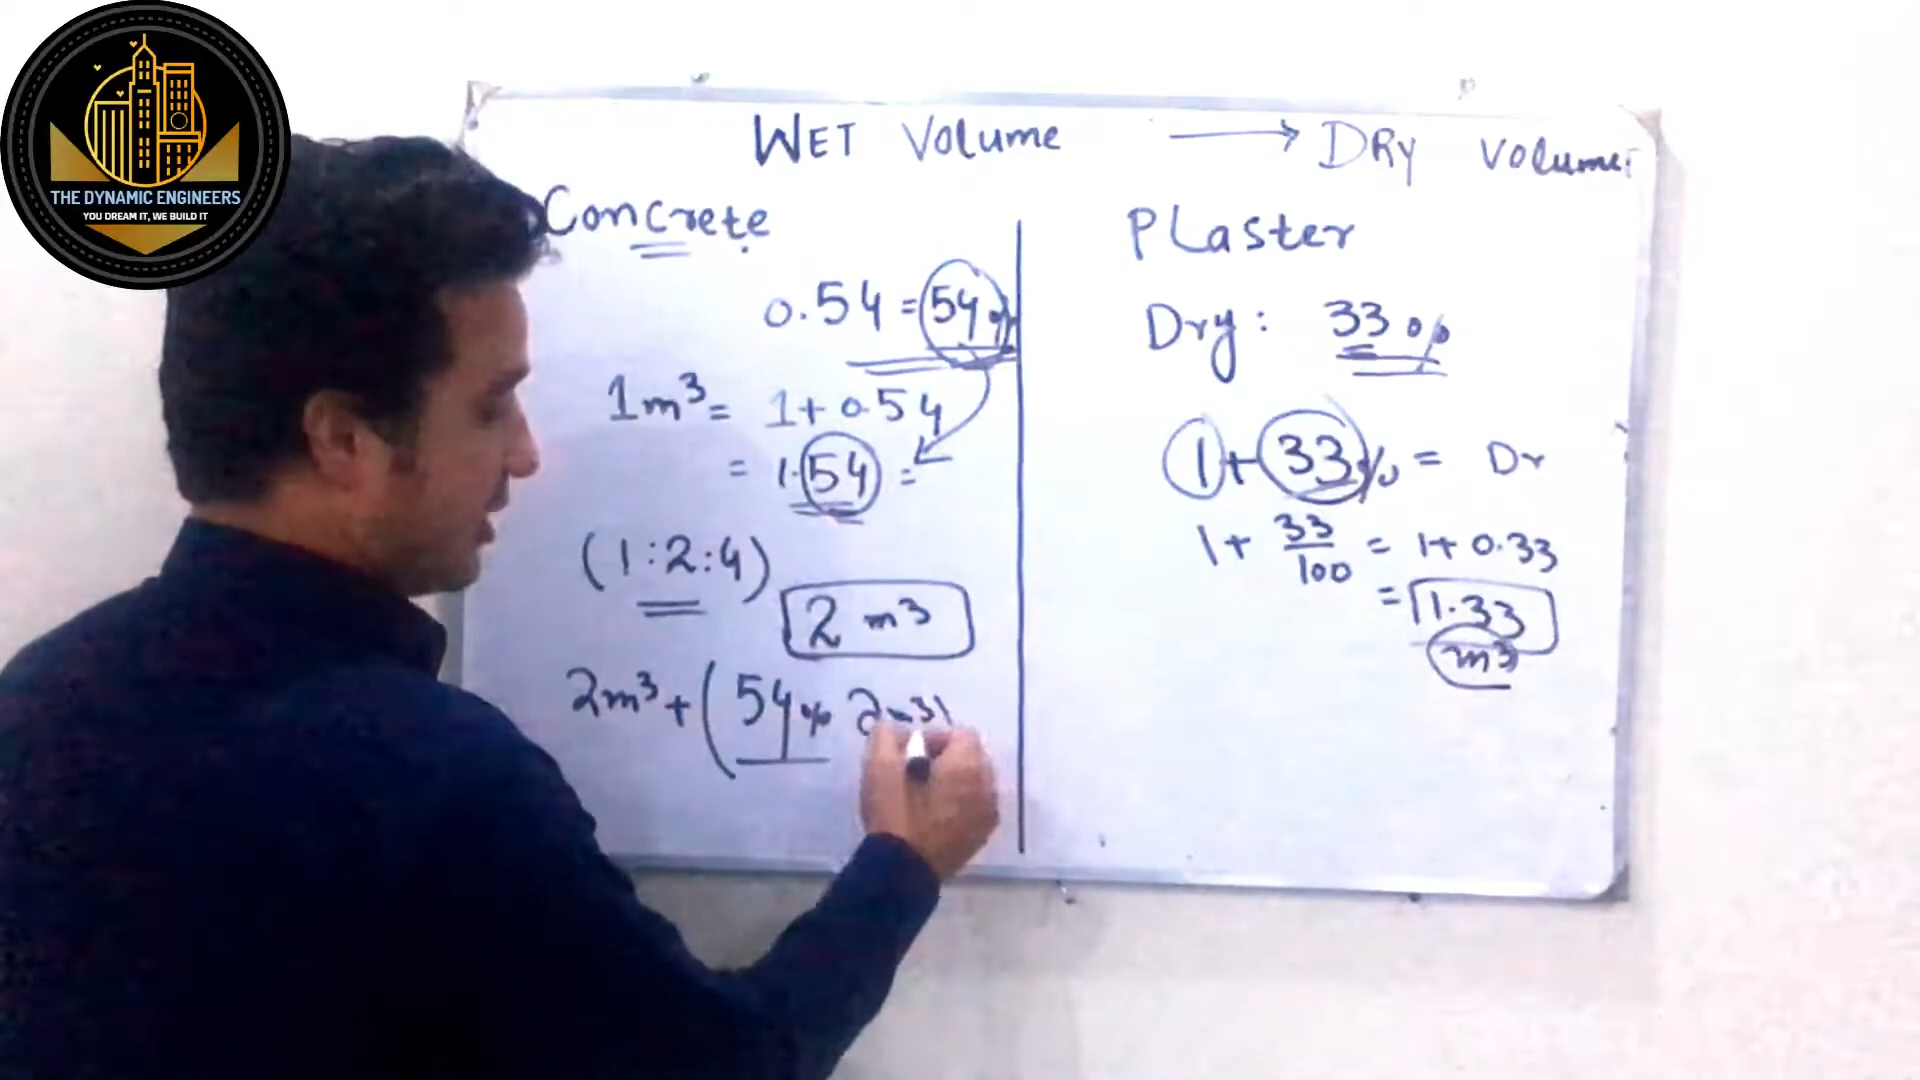 THE DYNAMIC ENGINEERS
YOU DREAM IT, WE BUILD IT
WET Volume → DRy Volume
Concrete
0.54 = 54%
1m³ = 1+0.54
= 1.54 =
(1:2:4)
2 m³
2m³ + (54% 2m³)
PLaster
Dry: 33%
1+33% = Dr
1+ 33/100 = 1+0.33
= 1.33
m³